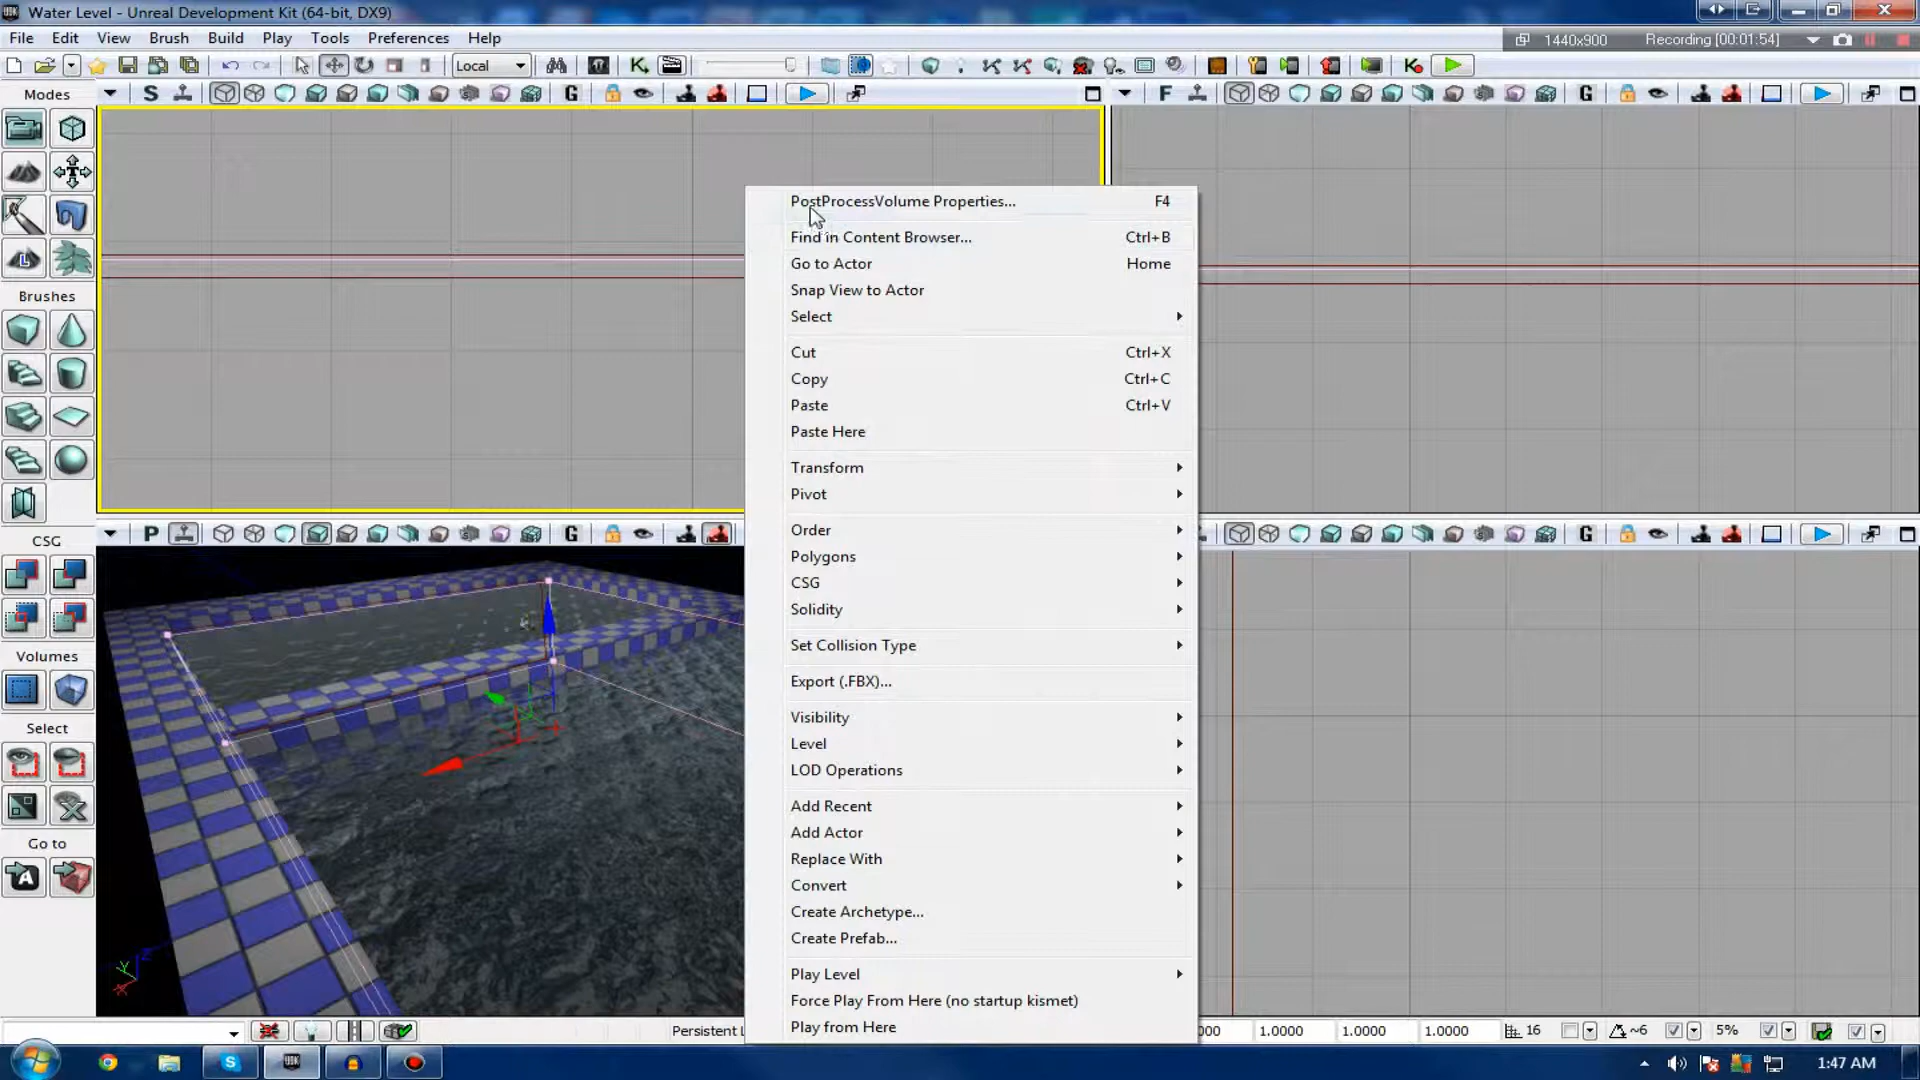 Water Level - Unreal Development Kit (64-bit, DX9)
1440x900 Recording [00:01:54]
File Edit View Brush Build Play Tools Preferences Help
Local
Modes
S G
F G
Brushes
CSG
Volumes
Select
Go to
PostProcessVolume Properties... F4
Find in Content Browser... Ctrl+B
Go to Actor Home
Snap View to Actor
Select
Cut Ctrl+X
Copy Ctrl+C
Paste Ctrl+V
Paste Here
Transform
Pivot
Order
Polygons
CSG
Solidity
Set Collision Type
Export (.FBX)...
Visibility
Level
LOD Operations
Add Recent
Add Actor
Replace With
Convert
Create Archetype...
Create Prefab...
Play Level
Force Play From Here (no startup kismet)
Play from Here
P G
G
Z
Y
X
Persistent
1.0000 1.0000 1.0000 16 ~6 5%
1:47 AM